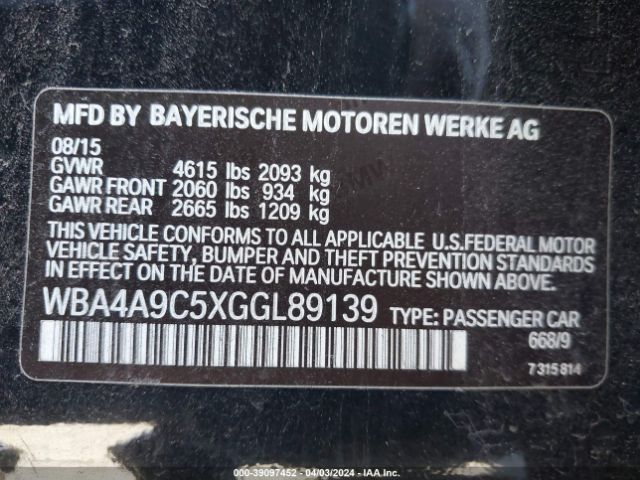 MFD BY BAYERISCHE MOTOREN WERKE AG
08/15
GVWR 4615 lbs 2093 kg
GAWR FRONT 2060 lbs 934 kg
GAWR REAR 2665 lbs 1209 kg
THIS VEHICLE CONFORMS TO ALL APPLICABLE U.S.FEDERAL MOTOR
VEHICLE SAFETY, BUMPER AND THEFT PREVENTION STANDARDS
IN EFFECT ON THE DATE OF MANUFACTURE SHOWN ABOVE.
WBA4A9C5XGGL89139 TYPE: PASSENGER CAR
668/9
7 315 814
000-39097452 - 04/03/2024 - IAA Inc.